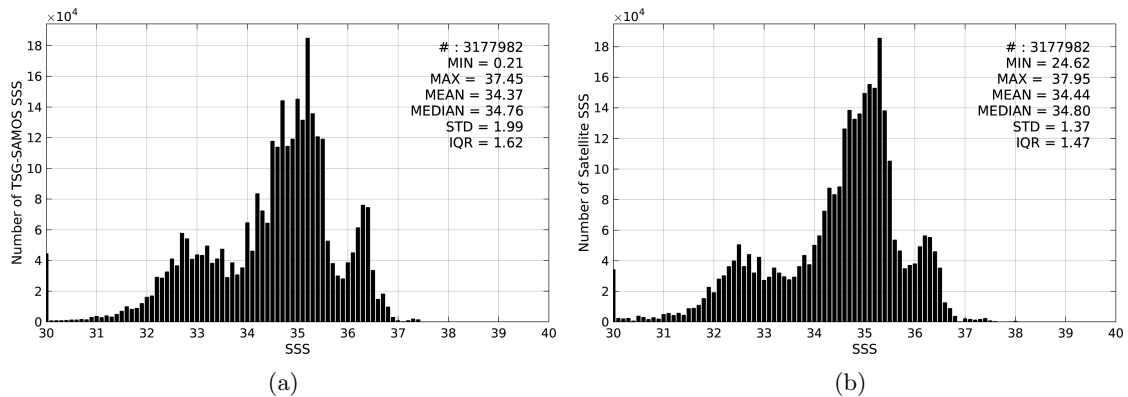 ×10⁴
18
16
14
12
10
8
6
4
2
0
Number of TSG-SAMOS SSS
# : 3177982
MIN = 0.21
MAX = 37.45
MEAN = 34.37
MEDIAN = 34.76
STD = 1.99
IQR = 1.62
30 31 32 33 34 35 36 37 38 39 40
SSS
(a)
×10⁴
18
16
14
12
10
8
6
4
2
0
Number of Satellite SSS
# : 3177982
MIN = 24.62
MAX = 37.95
MEAN = 34.44
MEDIAN = 34.80
STD = 1.37
IQR = 1.47
30 31 32 33 34 35 36 37 38 39 40
SSS
(b)